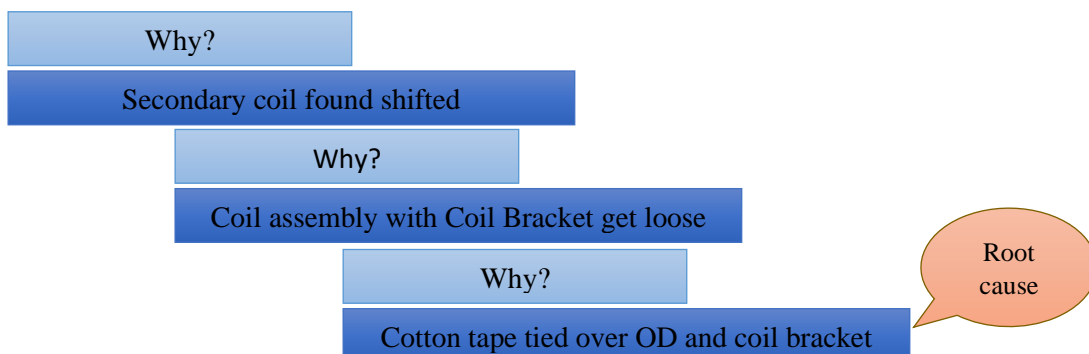 Why?
Secondary coil found shifted
Why?
Coil assembly with Coil Bracket get loose
Why?
Root
cause
Cotton tape tied over OD and coil bracket